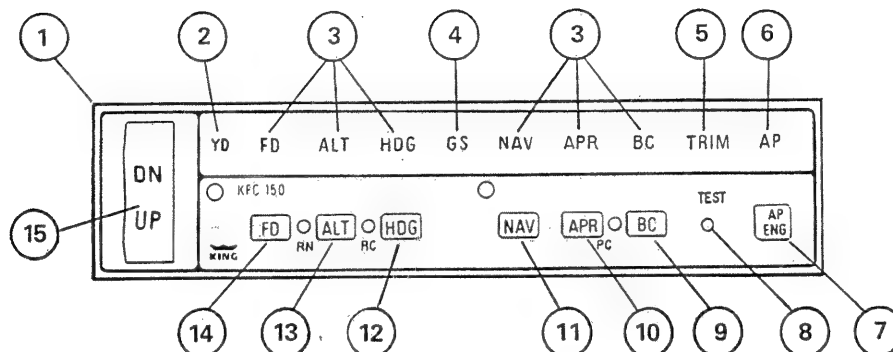 1 2 3 4 3 5 6
YD FD ALT HDG GS NAV APR BC TRIM AP
DN
UP
KFC 150
TEST
FD ALT HDG NAV APR BC AP
ENG
RN RC PC
KING
15
14 13 12 11 10 9 8 7